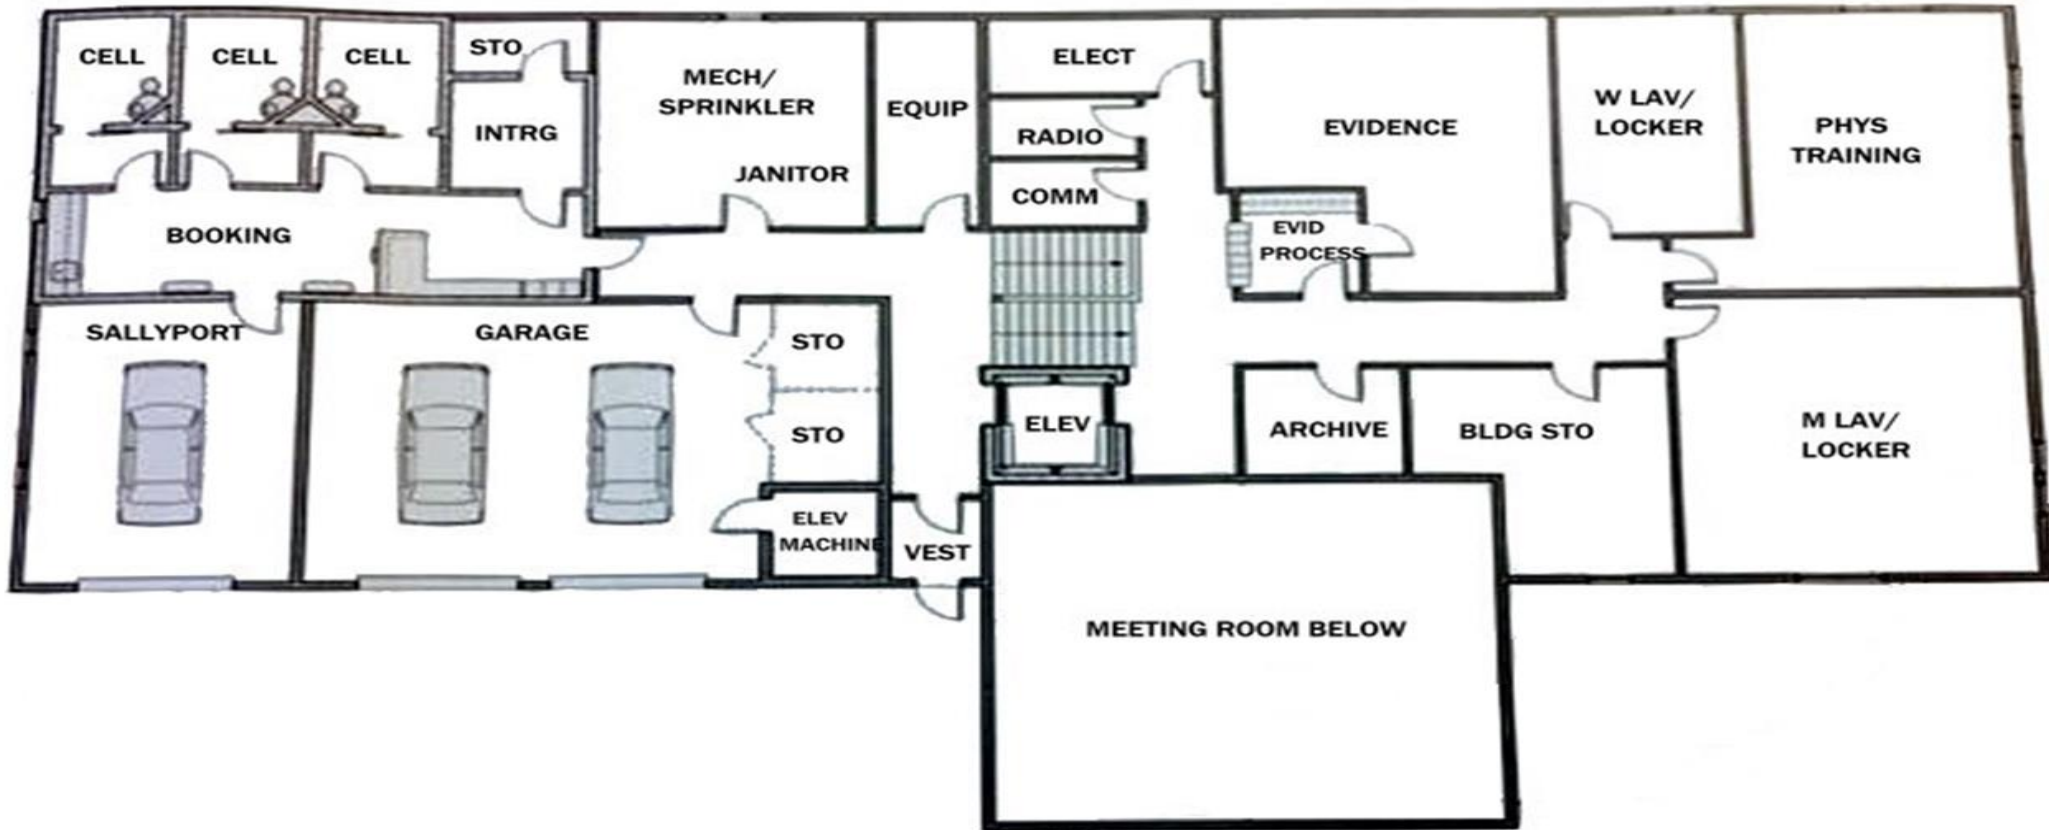 CELL
CELL
CELL
STO
INTRG
MECH/
SPRINKLER
JANITOR
EQUIP
ELECT
RADIO
COMM
EVIDENCE
EVID
PROCESS
W LAV/
LOCKER
PHYS
TRAINING
BOOKING
SALLYPORT
GARAGE
STO
STO
ELEV
MACHINE
VEST
ELEV
ARCHIVE
BLDG STO
M LAV/
LOCKER
MEETING ROOM BELOW